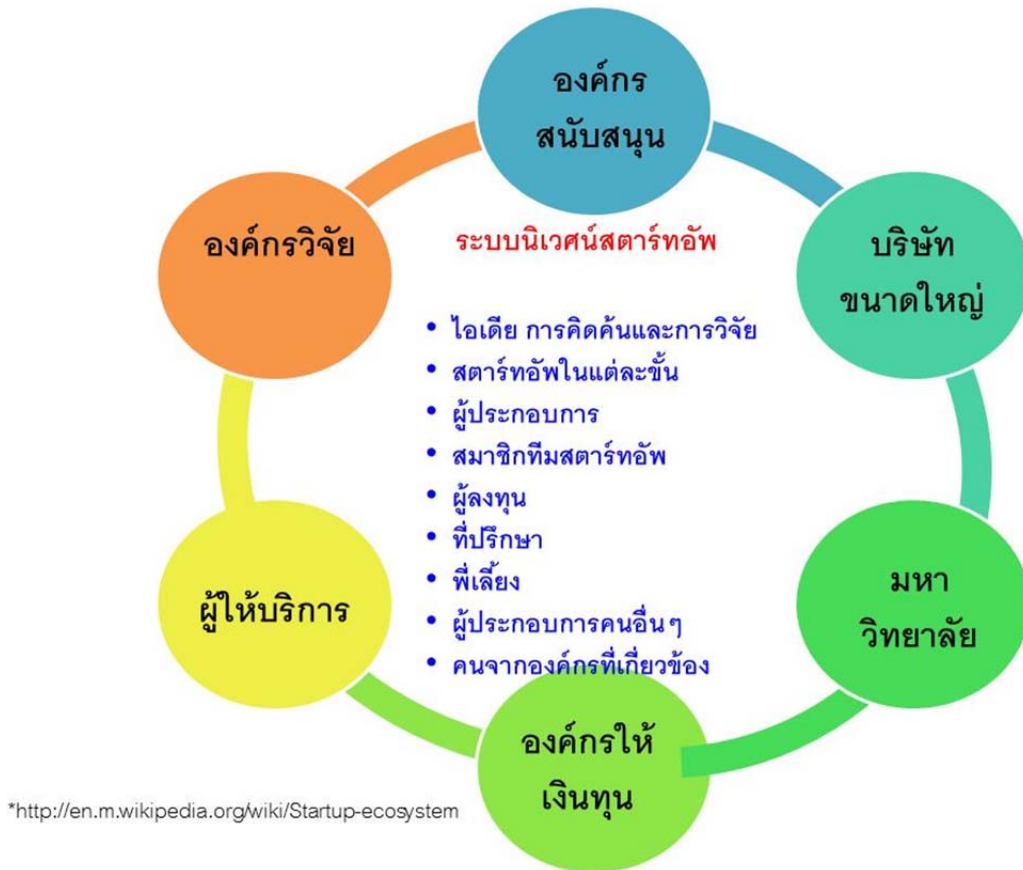 องค์กร
สนับสนุน
องค์กรวิจัย
ระบบนิเวศน์สตาร์ทอัพ
บริษัท
ขนาดใหญ่
• ไอเดีย การคิดค้นและการวิจัย
• สตาร์ทอัพในแต่ละขั้น
• ผู้ประกอบการ
• สมาชิกทีมสตาร์ทอัพ
• ผู้ลงทุน
• ที่ปรึกษา
• พี่เลี้ยง
• ผู้ประกอบการคนอื่นๆ
• คนจากองค์กรที่เกี่ยวข้อง
ผู้ให้บริการ
มหา
วิทยาลัย
องค์กรให้
เงินทุน
*http://en.m.wikipedia.org/wiki/Startup-ecosystem